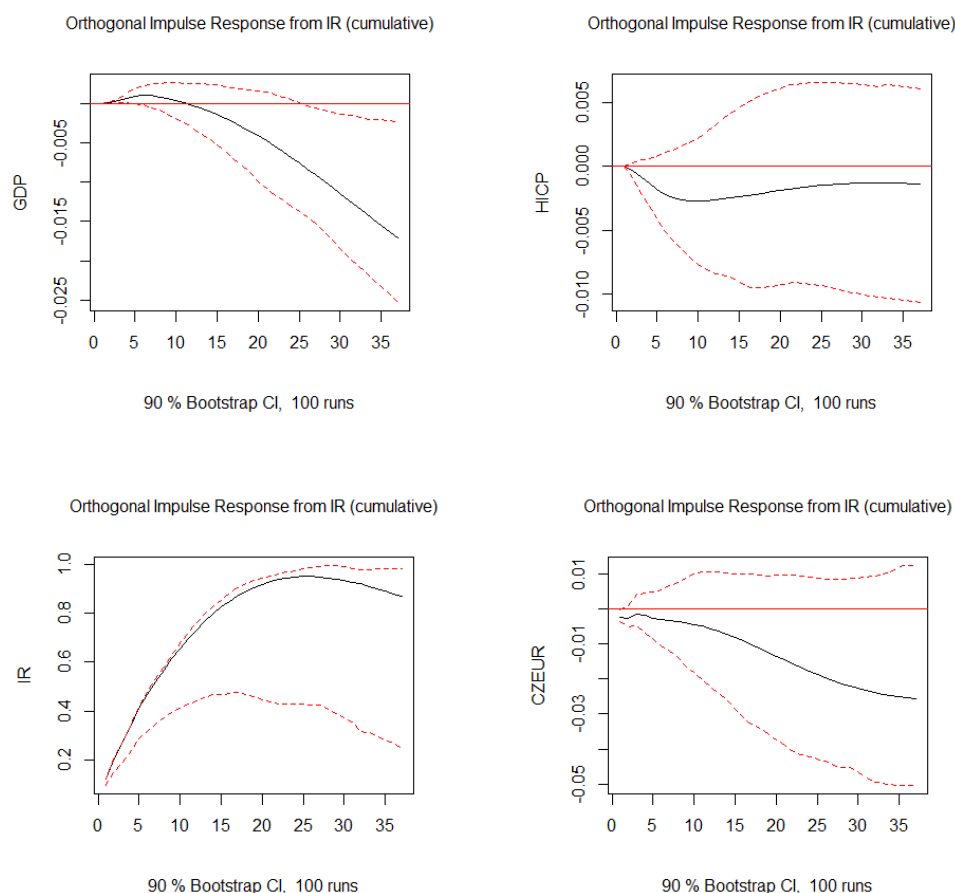 Orthogonal Impulse Response from IR (cumulative)
GDP
-0.005
-0.015
-0.025
0 5 10 15 20 25 30 35
90 % Bootstrap CI, 100 runs
Orthogonal Impulse Response from IR (cumulative)
HICP
0.005
0.000
-0.005
-0.010
0 5 10 15 20 25 30 35
90 % Bootstrap CI, 100 runs
Orthogonal Impulse Response from IR (cumulative)
IR
1.0
0.8
0.6
0.4
0.2
0 5 10 15 20 25 30 35
90 % Bootstrap CI, 100 runs
Orthogonal Impulse Response from IR (cumulative)
CZEUR
0.01
-0.01
-0.03
-0.05
0 5 10 15 20 25 30 35
90 % Bootstrap CI, 100 runs